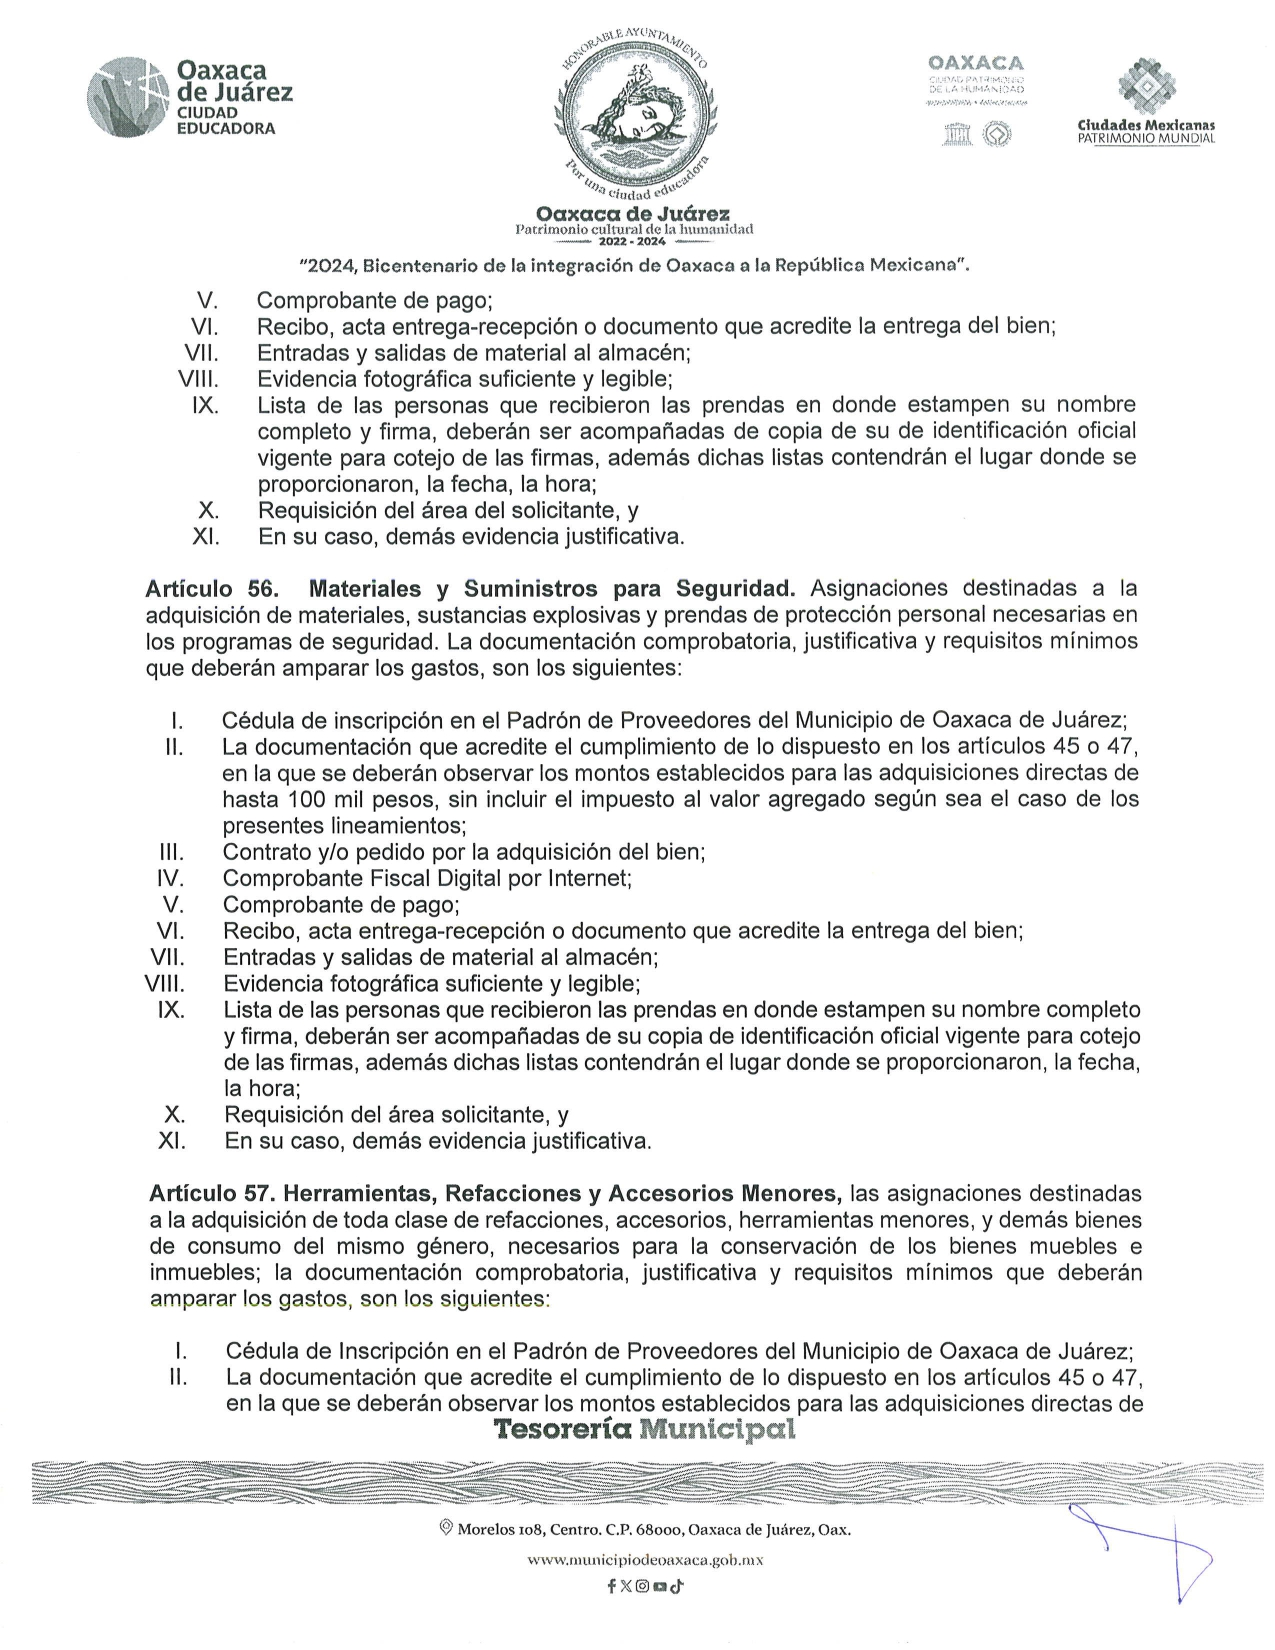 Oaxaca
de Juárez
CIUDAD
EDUCADORA
HONORABLE AYUNTAMIENTO
Por una ciudad educadora
Oaxaca de Juárez
Patrimonio cultural de la humanidad
2022 - 2024
OAXACA
CIUDAD PATRIMONIO
DE LA HUMANIDAD
Ciudades Mexicanas
PATRIMONIO MUNDIAL
"2024, Bicentenario de la integración de Oaxaca a la República Mexicana".
V. Comprobante de pago;
VI. Recibo, acta entrega-recepción o documento que acredite la entrega del bien;
VII. Entradas y salidas de material al almacén;
VIII. Evidencia fotográfica suficiente y legible;
IX. Lista de las personas que recibieron las prendas en donde estampen su nombre
completo y firma, deberán ser acompañadas de copia de su de identificación oficial
vigente para cotejo de las firmas, además dichas listas contendrán el lugar donde se
proporcionaron, la fecha, la hora;
X. Requisición del área del solicitante, y
XI. En su caso, demás evidencia justificativa.
Artículo 56. Materiales y Suministros para Seguridad. Asignaciones destinadas a la
adquisición de materiales, sustancias explosivas y prendas de protección personal necesarias en
los programas de seguridad. La documentación comprobatoria, justificativa y requisitos mínimos
que deberán amparar los gastos, son los siguientes:
I. Cédula de inscripción en el Padrón de Proveedores del Municipio de Oaxaca de Juárez;
II. La documentación que acredite el cumplimiento de lo dispuesto en los artículos 45 o 47,
en la que se deberán observar los montos establecidos para las adquisiciones directas de
hasta 100 mil pesos, sin incluir el impuesto al valor agregado según sea el caso de los
presentes lineamientos;
III. Contrato y/o pedido por la adquisición del bien;
IV. Comprobante Fiscal Digital por Internet;
V. Comprobante de pago;
VI. Recibo, acta entrega-recepción o documento que acredite la entrega del bien;
VII. Entradas y salidas de material al almacén;
VIII. Evidencia fotográfica suficiente y legible;
IX. Lista de las personas que recibieron las prendas en donde estampen su nombre completo
y firma, deberán ser acompañadas de su copia de identificación oficial vigente para cotejo
de las firmas, además dichas listas contendrán el lugar donde se proporcionaron, la fecha,
la hora;
X. Requisición del área solicitante, y
XI. En su caso, demás evidencia justificativa.
Artículo 57. Herramientas, Refacciones y Accesorios Menores, las asignaciones destinadas
a la adquisición de toda clase de refacciones, accesorios, herramientas menores, y demás bienes
de consumo del mismo género, necesarios para la conservación de los bienes muebles e
inmuebles; la documentación comprobatoria, justificativa y requisitos mínimos que deberán
amparar los gastos, son los siguientes:
I. Cédula de Inscripción en el Padrón de Proveedores del Municipio de Oaxaca de Juárez;
II. La documentación que acredite el cumplimiento de lo dispuesto en los artículos 45 o 47,
en la que se deberán observar los montos establecidos para las adquisiciones directas de
Tesorería Municipal
Morelos 108, Centro. C.P. 68000, Oaxaca de Juárez, Oax.
www.municipiodeoaxaca.gob.mx